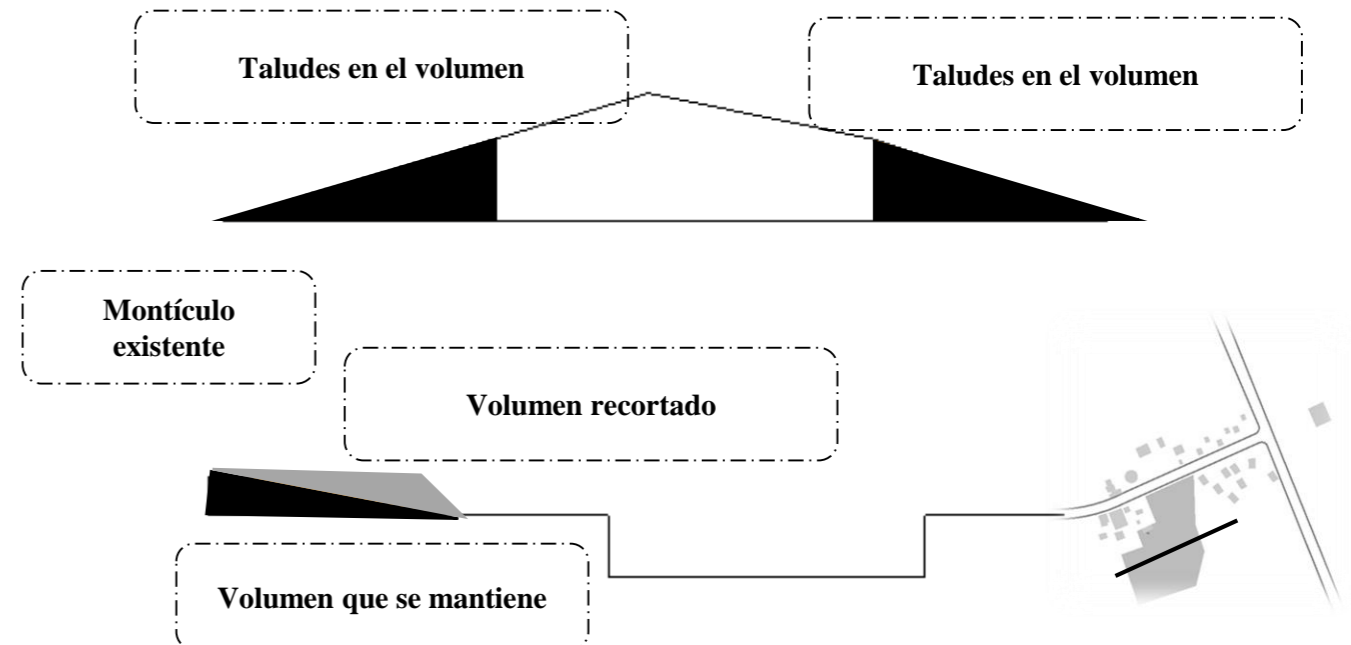 Taludes en el volumen
Taludes en el volumen
Montículo
existente
Volumen recortado
Volumen que se mantiene